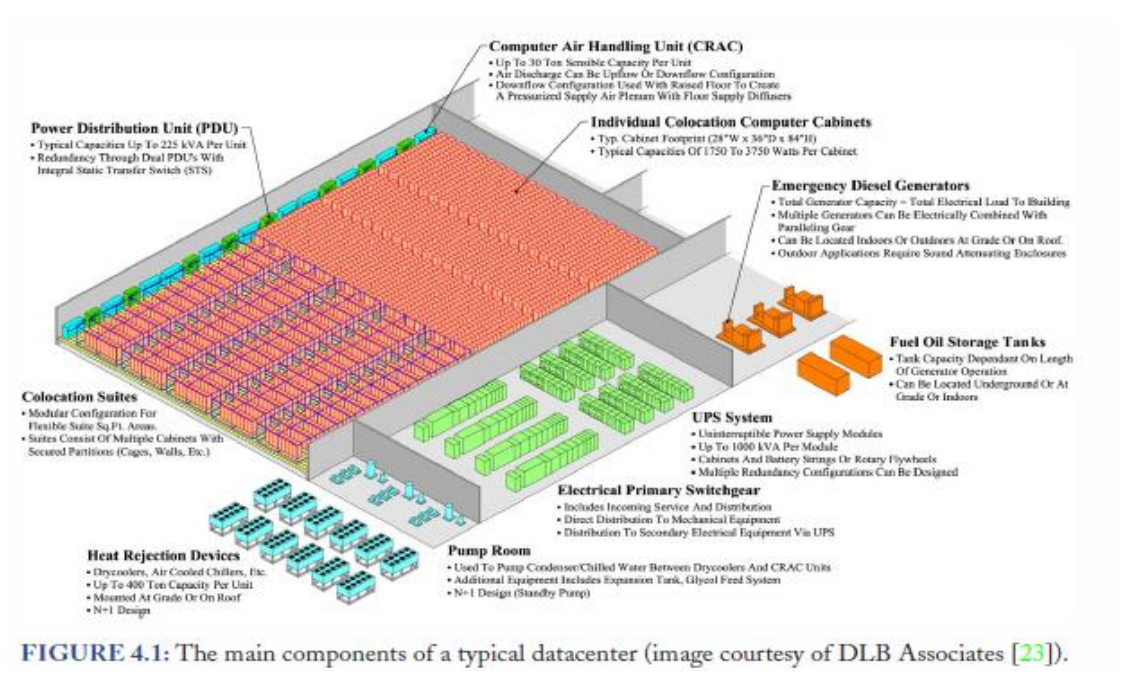 Computer Air Handling Unit (CRAC)
• Up To 30 Ton Sensible Capacity Per Unit
• Air Discharge Can Be Upflow Or Downflow Configuration
• Downflow Configuration Used With Raised Floor To Create
A Pressurized Supply Air Plenum With Floor Supply Diffusers
Power Distribution Unit (PDU)
• Typical Capacities Up To 225 kVA Per Unit
• Redundancy Through Dual PDU's With
Integral Static Transfer Switch (STS)
Individual Colocation Computer Cabinets
• Typ. Cabinet Footprint (28"W x 36"D x 84"H)
• Typical Capacities Of 1750 To 3750 Watts Per Cabinet
Emergency Diesel Generators
• Total Generator Capacity = Total Electrical Load To Building
• Multiple Generators Can Be Electrically Combined With
Paralleling Gear
• Can Be Located Indoors Or Outdoors At Grade Or On Roof.
• Outdoor Applications Require Sound Attenuating Enclosures
Fuel Oil Storage Tanks
• Tank Capacity Dependant On Length
Of Generator Operation
• Can Be Located Underground Or At
Grade Or Indoors
Colocation Suites
• Modular Configuration For
Flexible Suite Sq.Ft. Areas.
• Suites Consist Of Multiple Cabinets With
Secured Partitions (Cages, Walls, Etc.)
UPS System
• Uninterruptible Power Supply Modules
• Up To 1000 kVA Per Module
• Cabinets And Battery Strings Or Rotary Flywheels
• Multiple Redundancy Configurations Can Be Designed
Electrical Primary Switchgear
• Includes Incoming Service And Distribution
• Direct Distribution To Mechanical Equipment
• Distribution To Secondary Electrical Equipment Via UPS
Heat Rejection Devices
• Drycoolers, Air Cooled Chillers, Etc.
• Up To 400 Ton Capacity Per Unit
• Mounted At Grade Or On Roof
• N+1 Design
Pump Room
• Used To Pump Condenser/Chilled Water Between Drycoolers And CRAC Units
• Additional Equipment Includes Expansion Tank, Glycol Feed System
• N+1 Design (Standby Pump)
FIGURE 4.1: The main components of a typical datacenter (image courtesy of DLB Associates [23]).